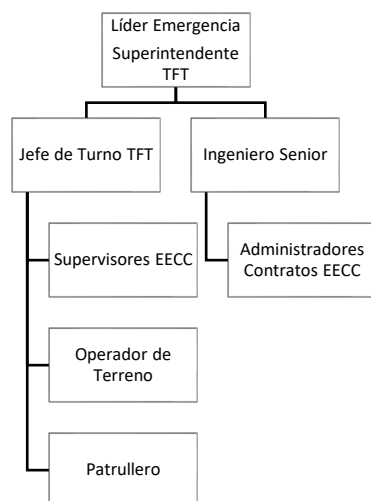 Líder Emergencia
Superintendente
TFT
Jefe de Turno TFT
Ingeniero Senior
Supervisores EECC
Administradores
Contratos EECC
Operador de
Terreno
Patrullero